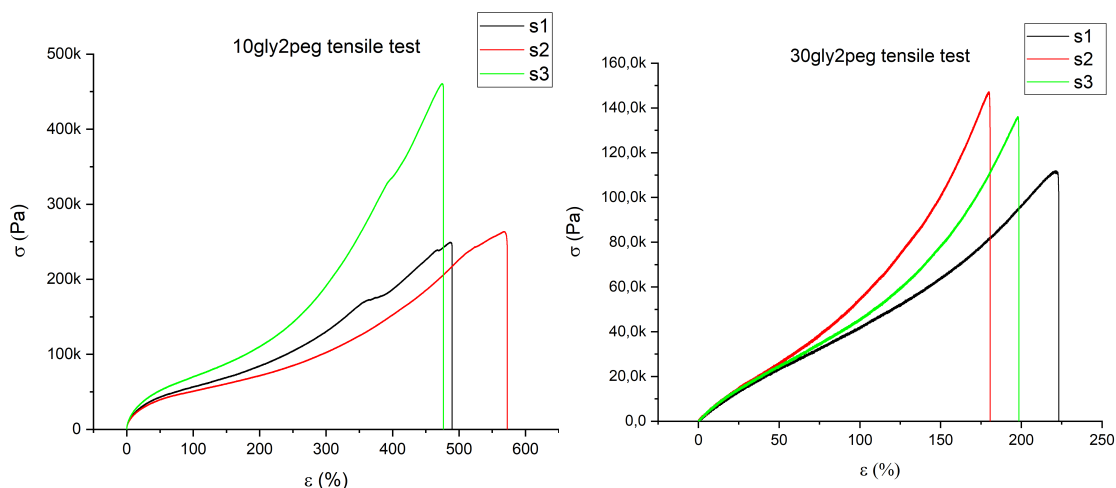 10gly2peg tensile test
s1
s2
s3
500k
400k
300k
200k
100k
0
σ (Pa)
0
100
200
300
400
500
600
ε (%)
30gly2peg tensile test
s1
s2
s3
160,0k
140,0k
120,0k
100,0k
80,0k
60,0k
40,0k
20,0k
0,0
σ (Pa)
0
50
100
150
200
250
ε (%)